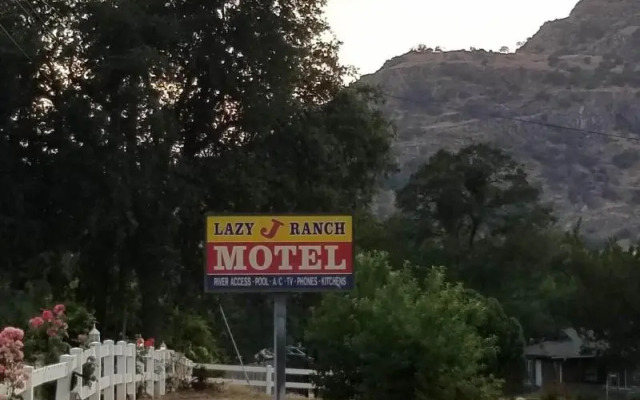 LAZY J RANCH
MOTEL
RIVER ACCESS · POOL · A/C · TV · PHONES · KITCHENS